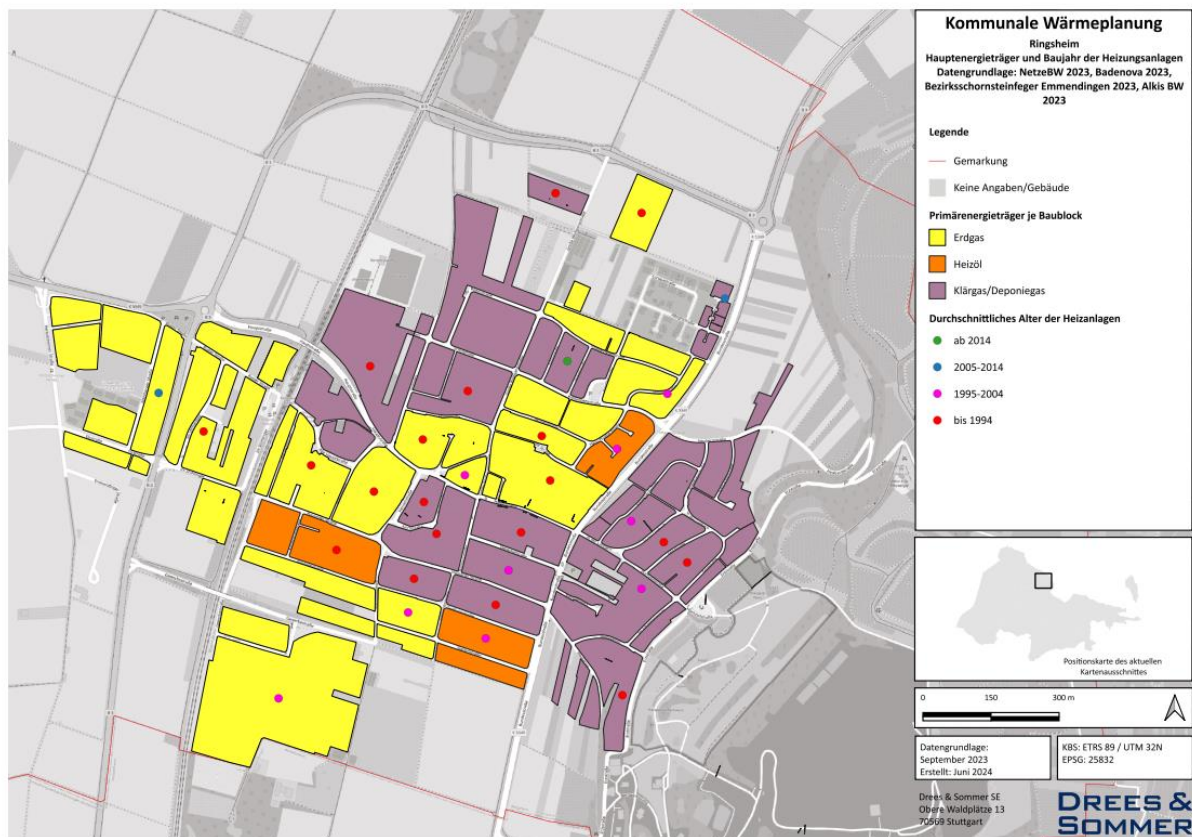 Kommunale Wärmeplanung
Ringsheim
Hauptenergieträger und Baujahr der Heizungsanlagen
Datengrundlage: NetzeBW 2023, Badenova 2023,
Bezirksschornsteinfeger Emmendingen 2023, Alkis BW
2023
Legende
Gemarkung
Keine Angaben/Gebäude
Primärenergieträger je Baublock
Erdgas
Heizöl
Klärgas/Deponiegas
Durchschnittliches Alter der Heizanlagen
ab 2014
2005-2014
1995-2004
bis 1994
Positionskarte des aktuellen
Kartenausschnittes
0 150 300 m
Datengrundlage:
September 2023
Erstellt: Juni 2024
KBS: ETRS 89 / UTM 32N
EPSG: 25832
Drees & Sommer SE
Obere Waldplätze 13
70569 Stuttgart
DREES &
SOMMER